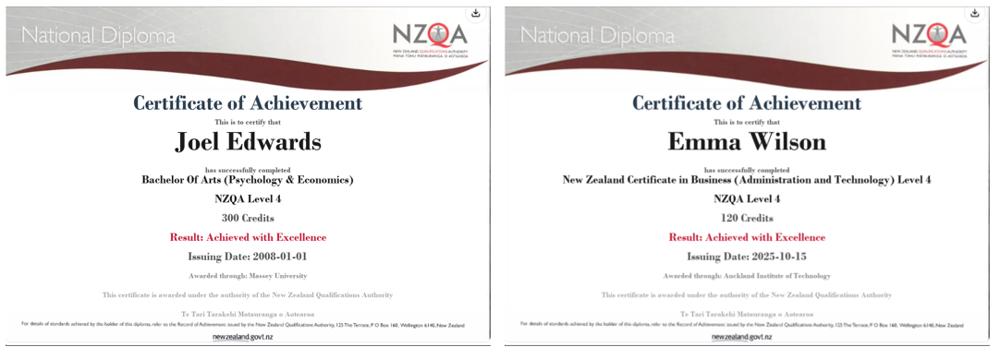 National Diploma
NZQA
NEW ZEALAND QUALIFICATIONS AUTHORITY
MANA TOHU MATAURANGA O AOTEAROA
Certificate of Achievement
This is to certify that
Joel Edwards
has successfully completed
Bachelor Of Arts (Psychology & Economics)
NZQA Level 4
300 Credits
Result: Achieved with Excellence
Issuing Date: 2008-01-01
Awarded through: Massey University
This certificate is awarded under the authority of the New Zealand Qualifications Authority
Te Tari Tarakehi Matauranga o Aotearoa
For details of standards achieved by the holder of this diploma, refer to the Record of Achievement issued by the New Zealand Qualifications Authority, 125 The Terrace, P O Box 160, Wellington 6140, New Zealand
newzealand.govt.nz
National Diploma
NZQA
NEW ZEALAND QUALIFICATIONS AUTHORITY
MANA TOHU MATAURANGA O AOTEAROA
Certificate of Achievement
This is to certify that
Emma Wilson
has successfully completed
New Zealand Certificate in Business (Administration and Technology) Level 4
NZQA Level 4
120 Credits
Result: Achieved with Excellence
Issuing Date: 2025-10-15
Awarded through: Auckland Institute of Technology
This certificate is awarded under the authority of the New Zealand Qualifications Authority
Te Tari Tarakehi Matauranga o Aotearoa
For details of standards achieved by the holder of this diploma, refer to the Record of Achievement issued by the New Zealand Qualifications Authority, 125 The Terrace, P O Box 160, Wellington 6140, New Zealand
newzealand.govt.nz